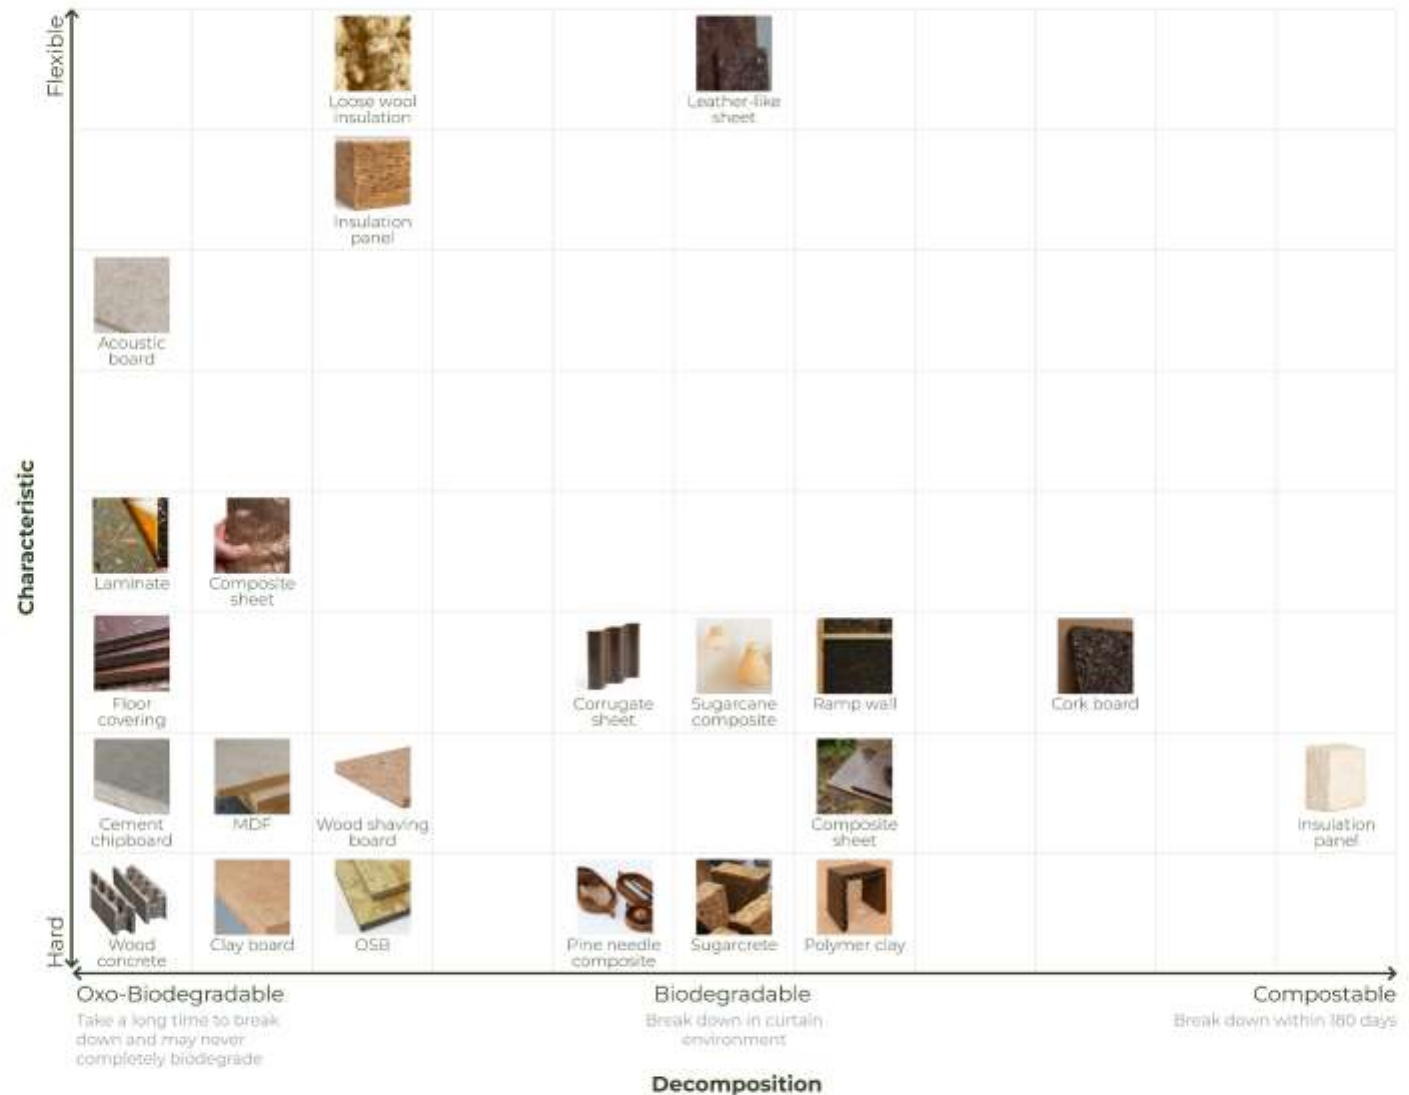 Flexible
Loose wool
insulation
Leather-like
sheet
Insulation
panel
Acoustic
board
Characteristic
Laminate
Composite
sheet
Floor
covering
Corrugate
sheet
Sugarcane
composite
Ramp wall
Cork board
Cement
chipboard
MDF
Wood shaving
board
Composite
sheet
Insulation
panel
Hard
Wood
concrete
Clay board
OSB
Pine needle
composite
Sugarcrete
Polymer clay
Oxo-Biodegradable
Take a long time to break
down and may never
completely biodegrade
Biodegradable
Break down in curtain
environment
Compostable
Break down within 180 days
Decomposition